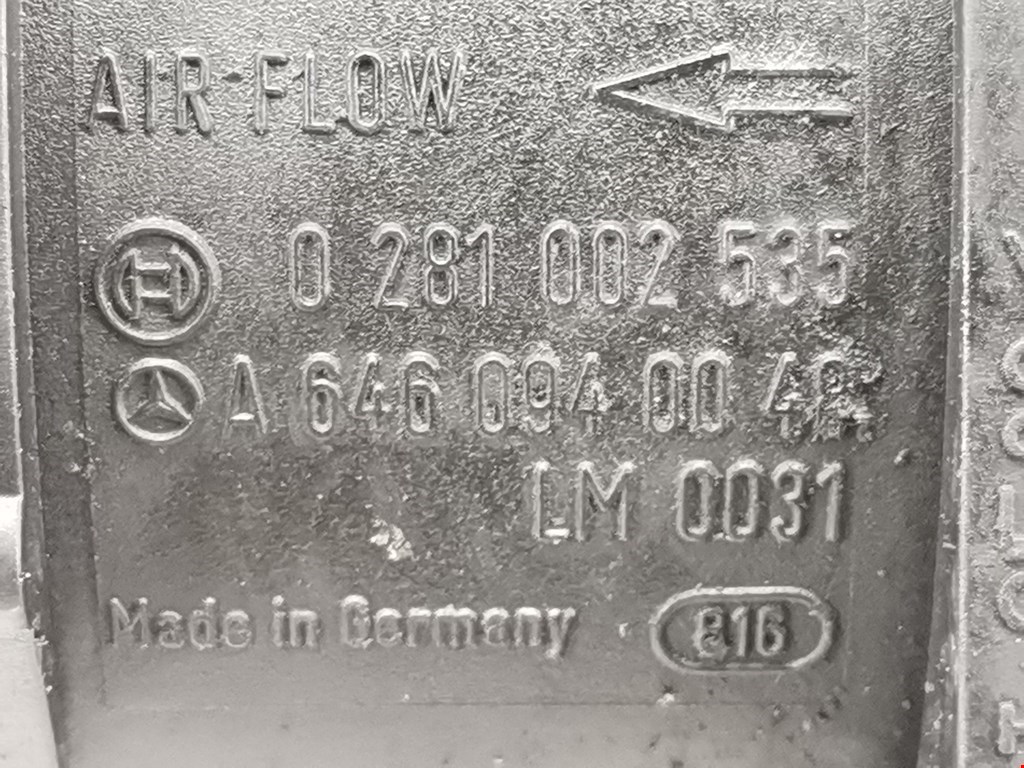 AIR-FLOW
0 281 002 535
A 646 094 00 48
LM 0031
Made in Germany
816